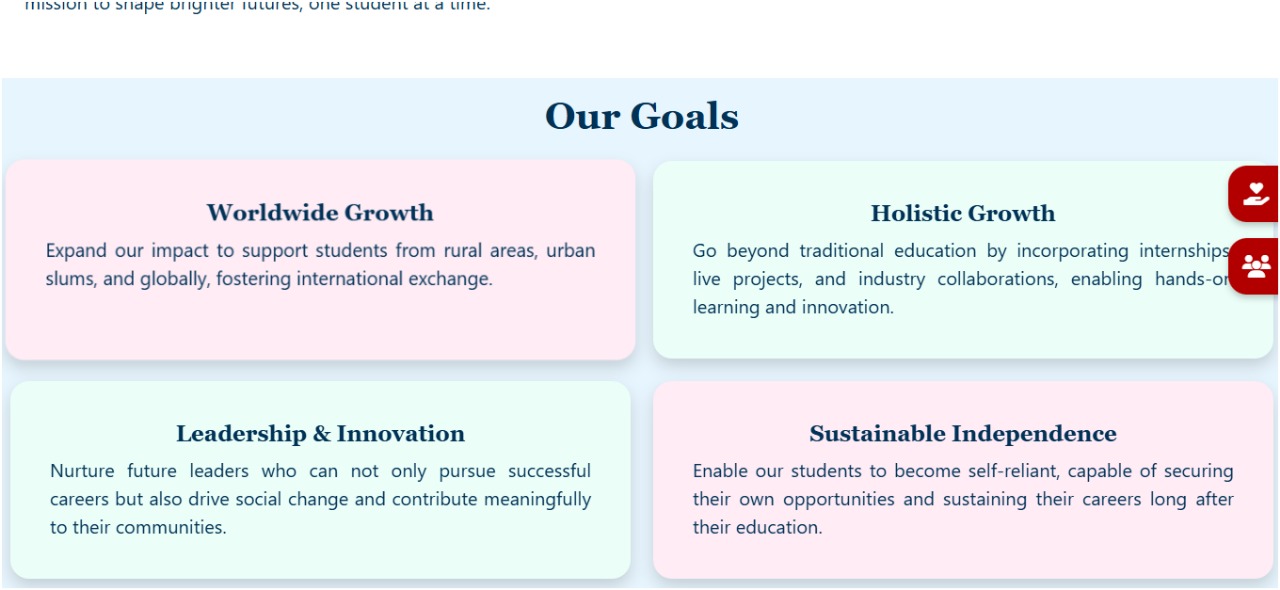 mission to shape brighter futures, one student at a time.
Our Goals
Worldwide Growth
Expand our impact to support students from rural areas, urban
slums, and globally, fostering international exchange.
Holistic Growth
Go beyond traditional education by incorporating internships,
live projects, and industry collaborations, enabling hands-on
learning and innovation.
Leadership & Innovation
Nurture future leaders who can not only pursue successful
careers but also drive social change and contribute meaningfully
to their communities.
Sustainable Independence
Enable our students to become self-reliant, capable of securing
their own opportunities and sustaining their careers long after
their education.